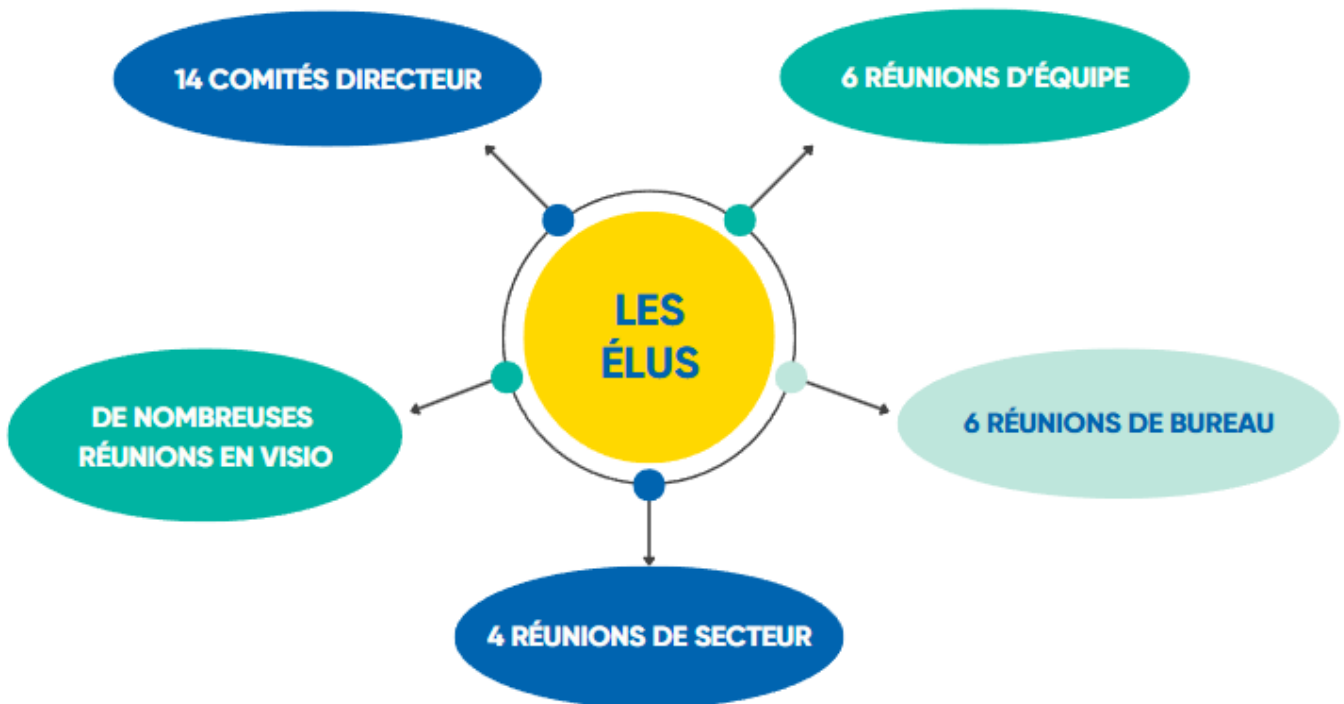 14 COMITÉS DIRECTEUR
6 RÉUNIONS D'ÉQUIPE
LES
ÉLUS
DE NOMBREUSES
RÉUNIONS EN VISIO
6 RÉUNIONS DE BUREAU
4 RÉUNIONS DE SECTEUR